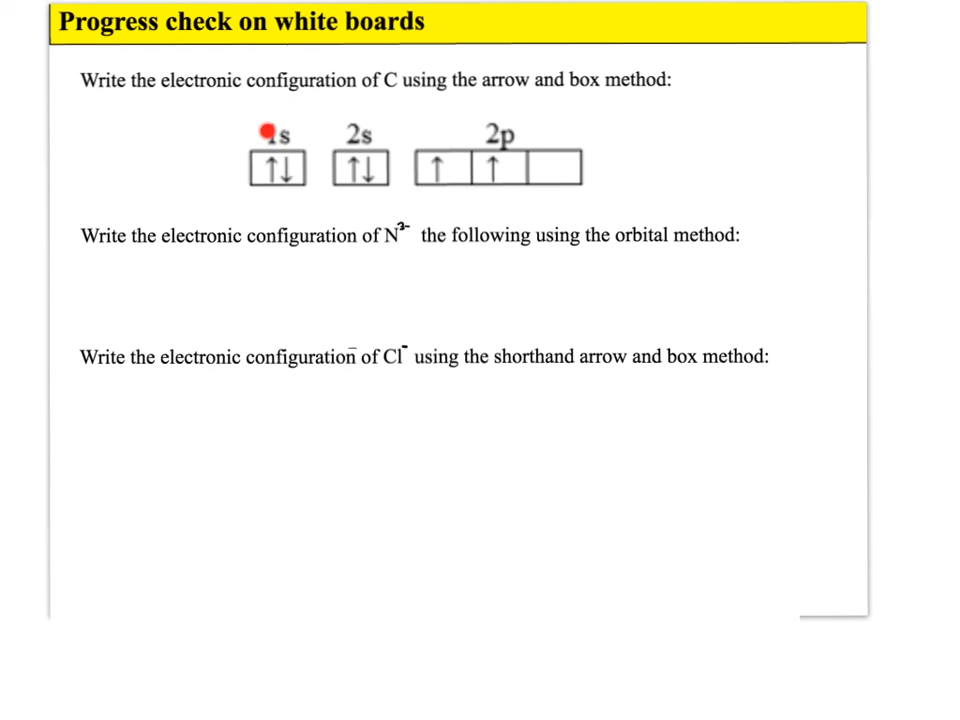 Progress check on white boards
Write the electronic configuration of C using the arrow and box method:
1s 2s 2p
↑↓ ↑↓ ↑ ↑
Write the electronic configuration of N³⁻ the following using the orbital method:
Write the electronic configuration of Cl⁻ using the shorthand arrow and box method: